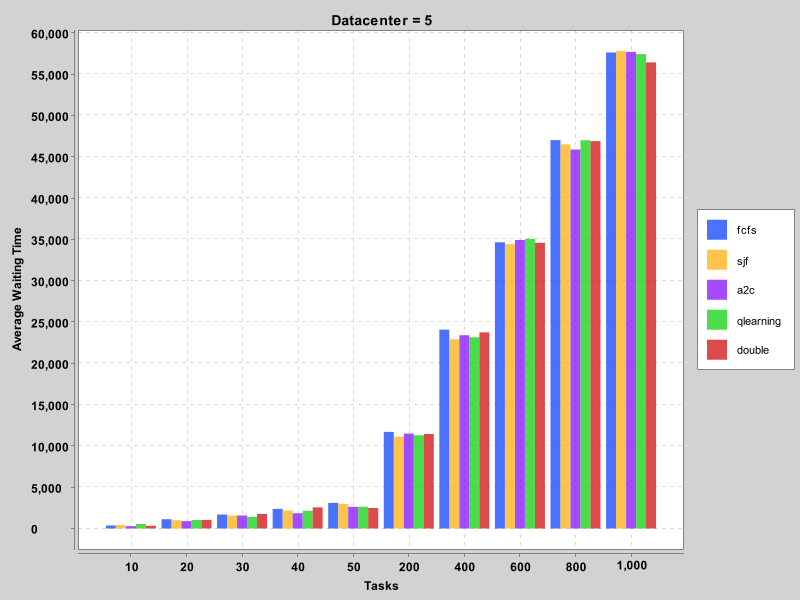 Datacenter = 5
60,000
55,000
50,000
45,000
40,000
35,000
30,000
25,000
20,000
15,000
10,000
5,000
0
Average Waiting Time
10 20 30 40 50 200 400 600 800 1,000
Tasks
fcfs
sjf
a2c
qlearning
double